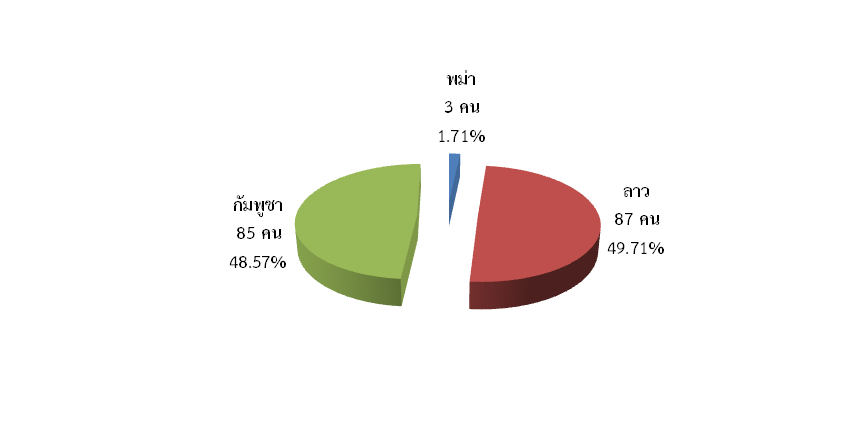 พม่า
3 คน
1.71%
ลาว
87 คน
49.71%
กัมพูชา
85 คน
48.57%